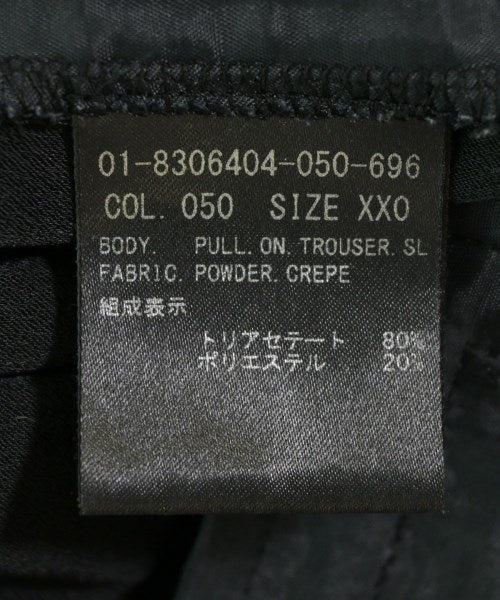 01-8306404-050-696
COL. 050 SIZE XXO
BODY. PULL. ON. TROUSER. SL
FABRIC. POWDER. CREPE
組成表示
トリアセテート 80%
ポリエステル 20%